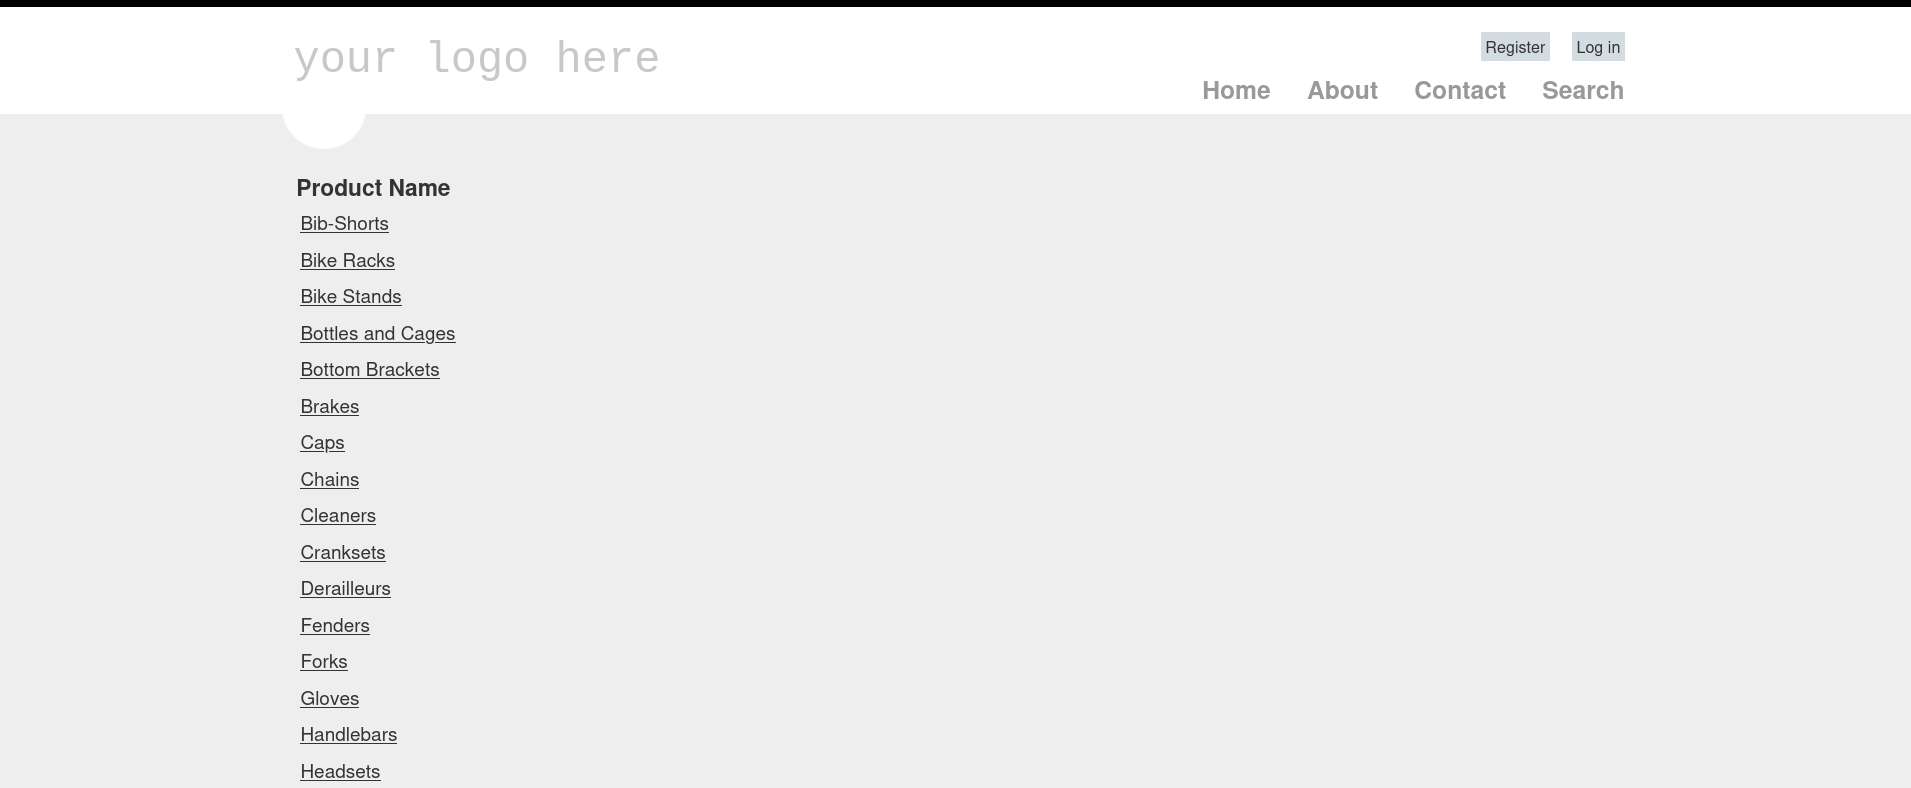 your logo here
Register Log in
Home About Contact Search
Product Name
Bib-Shorts
Bike Racks
Bike Stands
Bottles and Cages
Bottom Brackets
Brakes
Caps
Chains
Cleaners
Cranksets
Derailleurs
Fenders
Forks
Gloves
Handlebars
Headsets